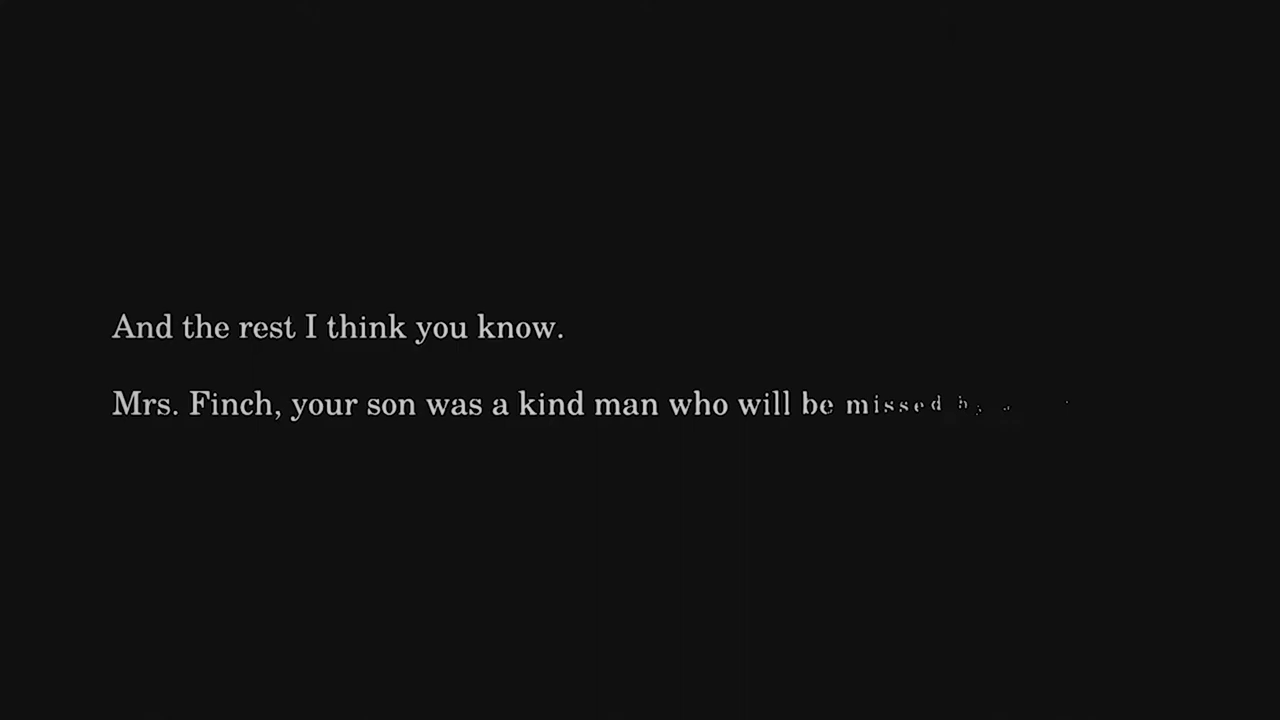 And the rest I think you know.
Mrs. Finch, your son was a kind man who will be missed